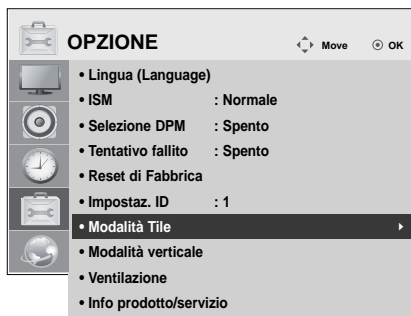 OPZIONE Move OK
• Lingua (Language)
• ISM : Normale
• Selezione DPM : Spento
• Tentativo fallito : Spento
• Reset di Fabbrica
• Impostaz. ID : 1
• Modalità Tile
• Modalità verticale
• Ventilazione
• Info prodotto/servizio